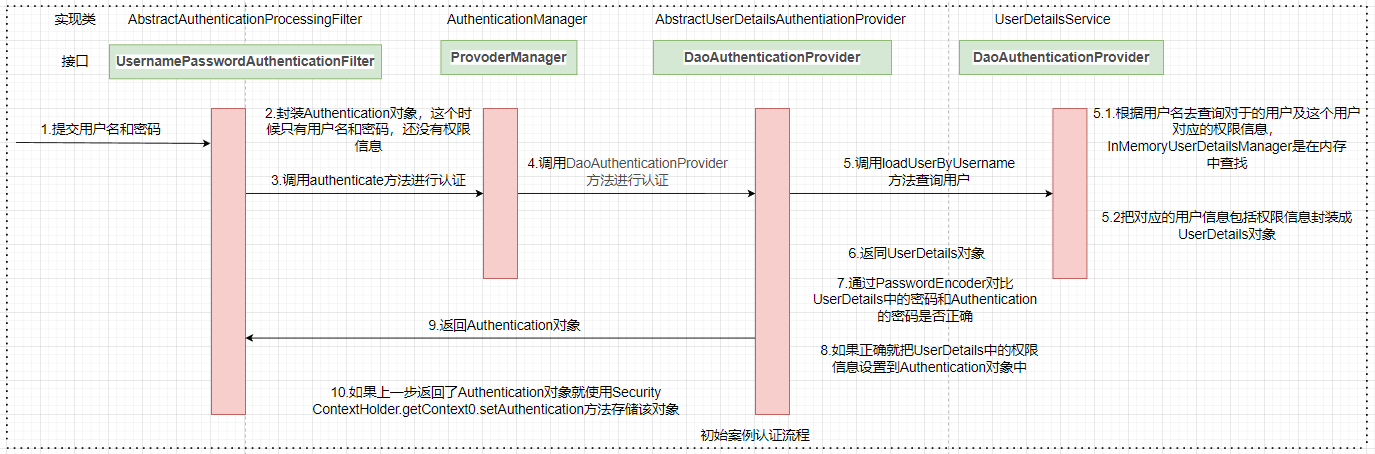 实现类 AbstractAuthenticationProcessingFilter AuthenticationManager AbstractUserDetailsAuthentiationProvider UserDetailsService
接口 UsernamePasswordAuthenticationFilter ProvoderManager DaoAuthenticationProvider DaoAuthenticationProvider
1.提交用户名和密码
2.封装Authentication对象，这个时
候只有用户名和密码，还没有权限
信息
3.调用authenticate方法进行认证
4.调用DaoAuthenticationProvider
方法进行认证
5.调用loadUserByUsername
方法查询用户
5.1.根据用户名去查询对于的用户及这个用户
对应的权限信息，
InMemoryUserDetailsManager是在内存
中查找
5.2把对应的用户信息包括权限信息封装成
UserDetails对象
6.返同UserDetails对象
7.通过PasswordEncoder对比
UserDetails中的密码和Authentication
的密码是否正确
8.如果正确就把UserDetails中的权限
信息设置到Authentication对象中
9.返回Authentication对象
10.如果上一步返回了Authentication对象就使用Security
ContextHolder.getContext0.setAuthentication方法存储该对象
初始案例认证流程